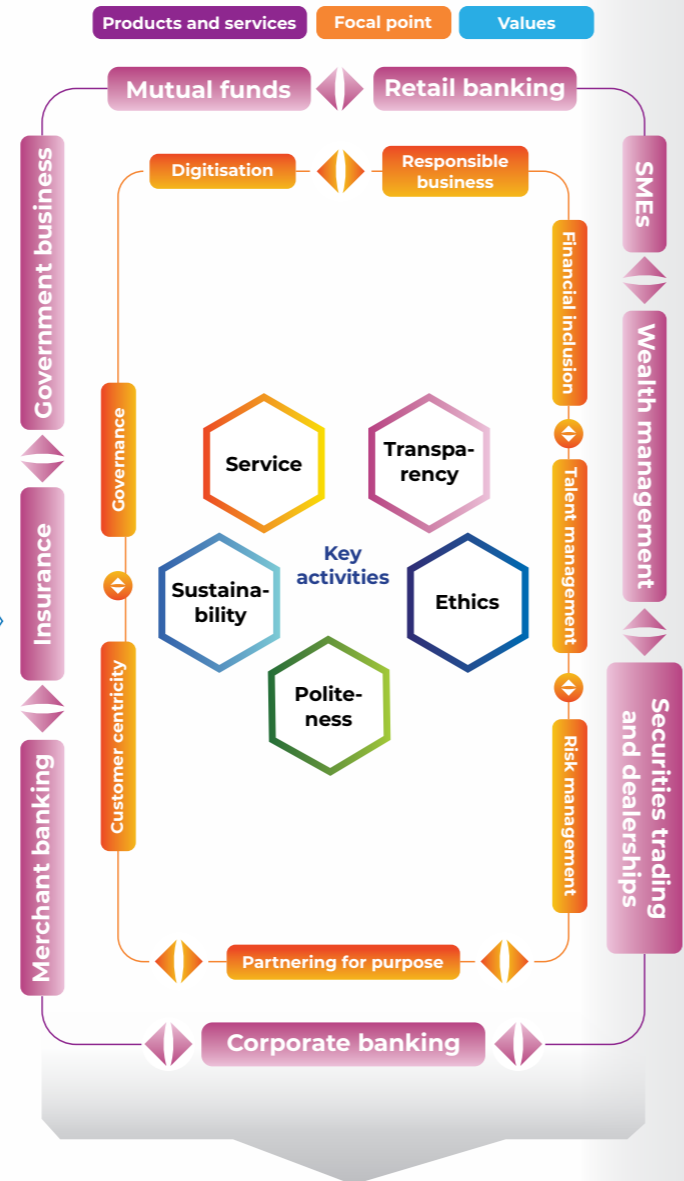 Products and services
Focal point
Values
Mutual funds
Retail banking
Government business
Insurance
Merchant banking
SMEs
Wealth management
Securities trading
and dealerships
Corporate banking
Digitisation
Responsible
business
Governance
Customer centricity
Financial inclusion
Talent management
Risk management
Partnering for purpose
Service
Transpa-
rency
Key
activities
Sustaina-
bility
Ethics
Polite-
ness